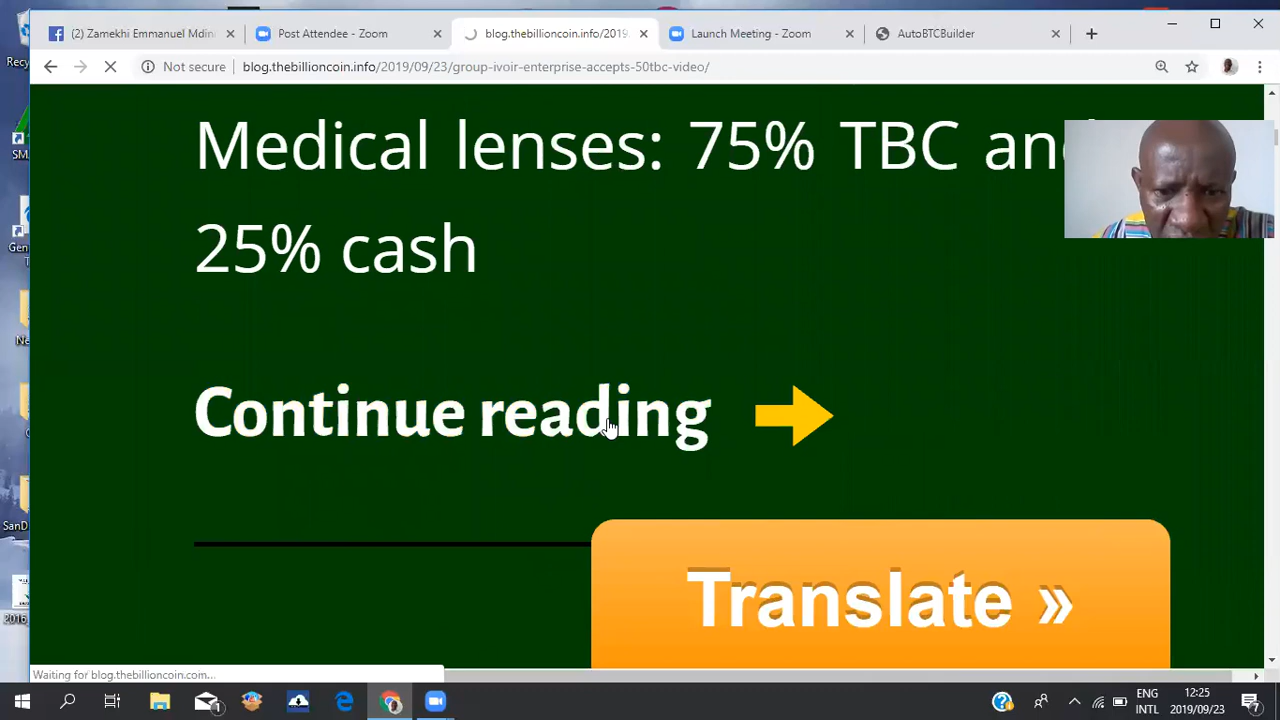 (2) Zamekhi Emmanuel Mdin
Post Attendee - Zoom
blog.thebillioncoin.info/2019
Launch Meeting - Zoom
AutoBTCBuilder
Not secure
blog.thebillioncoin.info/2019/09/23/group-ivoir-enterprise-accepts-50tbc-video/
Medical lenses: 75% TBC and
25% cash
Continue reading
Translate »
Waiting for blog.thebillioncoin.com...
ENG
INTL
12:25
2019/09/23